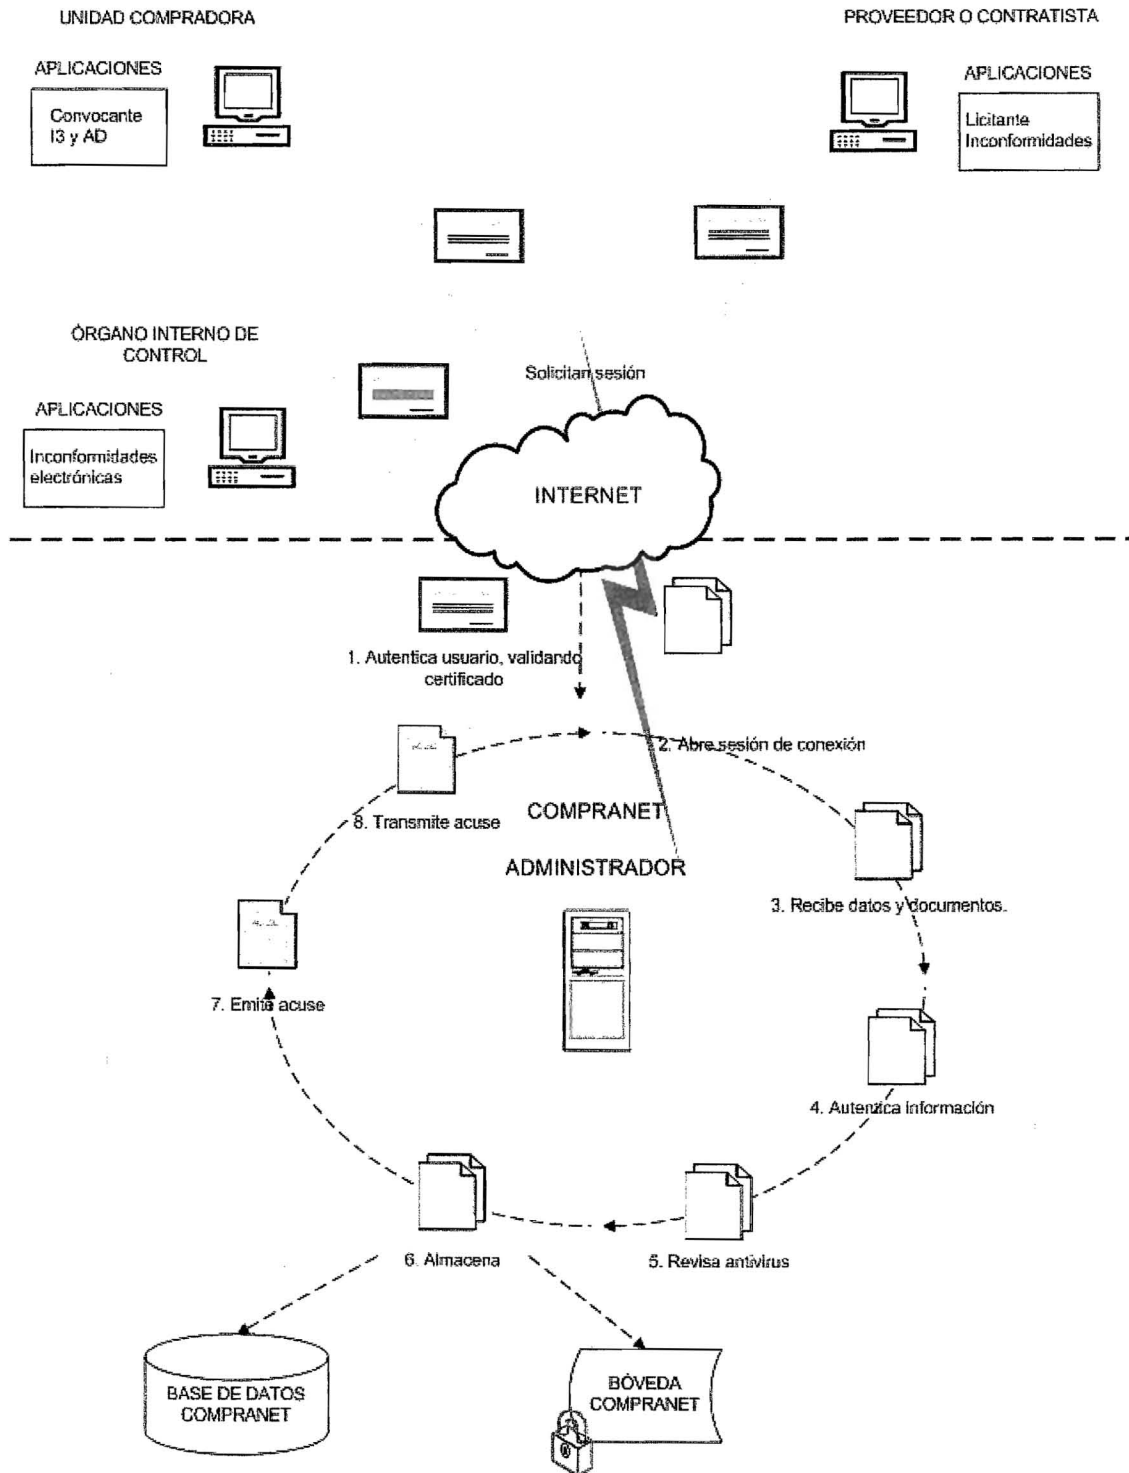 UNIDAD COMPRADORA
PROVEEDOR O CONTRATISTA
APLICACIONES
Convocante
I3 y AD
APLICACIONES
Licitante
Inconformidades
ÓRGANO INTERNO DE
CONTROL
APLICACIONES
Inconformidades
electrónicas
Solicitan sesión
INTERNET
1. Autentica usuario, validando
certificado
2. Abre sesión de conexión
8. Transmite acuse
COMPRANET
ADMINISTRADOR
3. Recibe datos y documentos.
7. Emite acuse
4. Autentica información
6. Almacena
5. Revisa antivirus
BASE DE DATOS
COMPRANET
BÓVEDA
COMPRANET